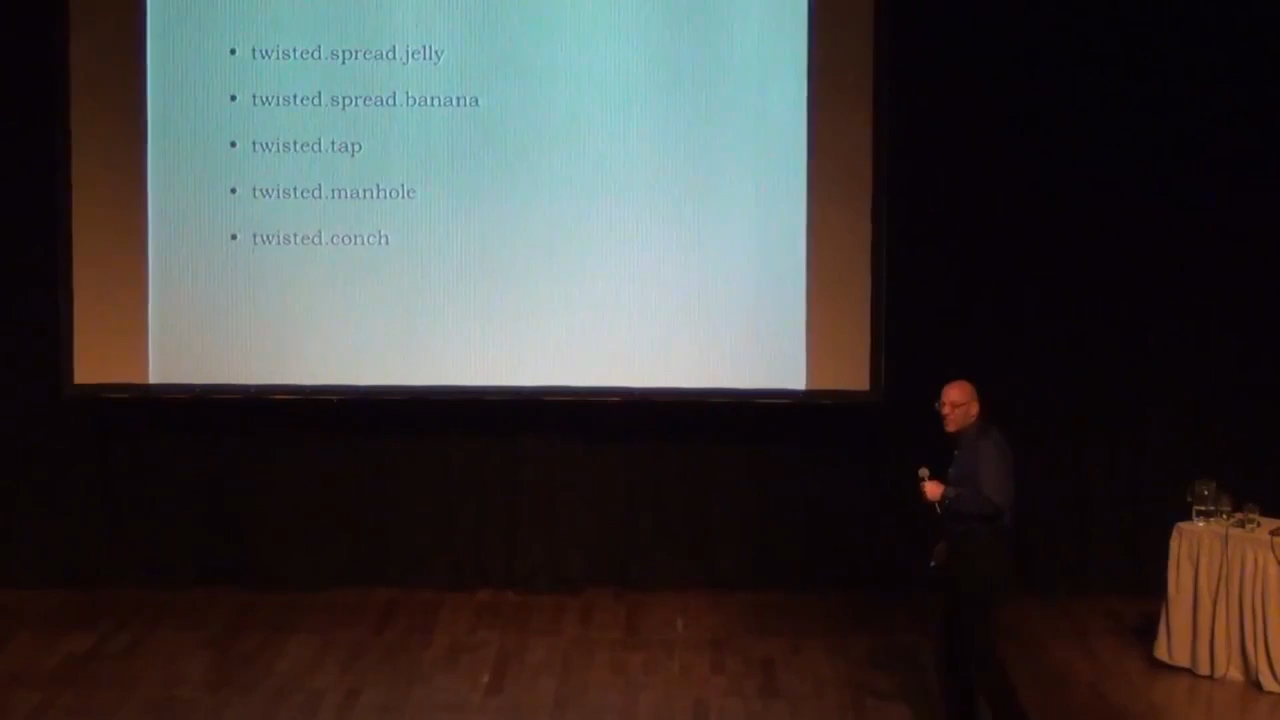 • twisted.spread.jelly
• twisted.spread.banana
• twisted.tap
• twisted.manhole
• twisted.conch